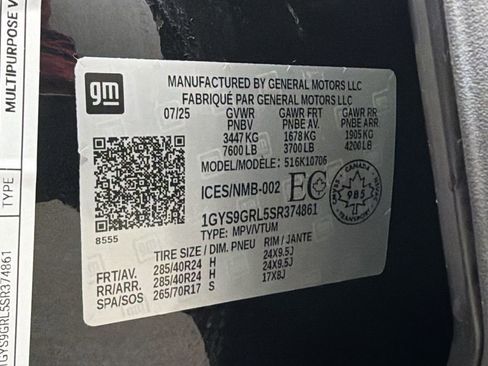 MULTIPURPOSE V
TYPE
1GYS9GRL5SR374861
gm
MANUFACTURED BY GENERAL MOTORS LLC
FABRIQUÉ PAR GENERAL MOTORS LLC
07/25 GVWR GAWR FRT GAWR RR
PNBV PNBE AV. PNBE ARR.
3447 KG 1678 KG 1905 KG
7600 LB 3700 LB 4200 LB
MODEL/MODÈLE: 516K10706
ICES/NMB-002 EC
CANADA
985
1GYS9GRL5SR374861
TYPE: MPV/VTUM
8555
TIRE SIZE / DIM. PNEU RIM / JANTE
FRT/AV. 285/40R24 H 24X9.5J
RR/ARR. 285/40R24 H 24X9.5J
SPA/SOS 265/70R17 S 17X8J